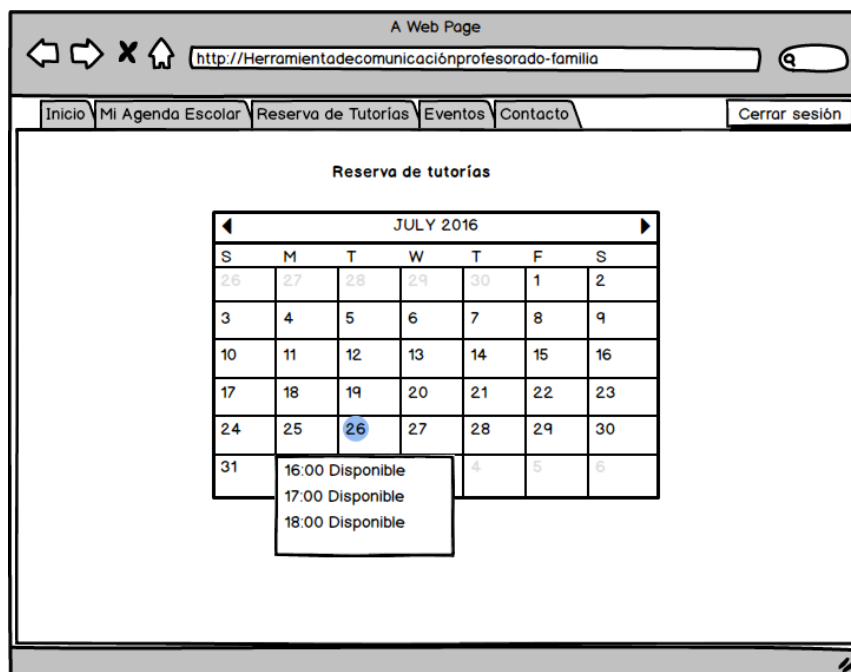 A Web Page
http://Herramientadecomunicaciónprofesorado-familia
Inicio Mi Agenda Escolar Reserva de Tutorías Eventos Contacto Cerrar sesión
Reserva de tutorías
JULY 2016
S M T W T F S
26 27 28 29 30 1 2
3 4 5 6 7 8 9
10 11 12 13 14 15 16
17 18 19 20 21 22 23
24 25 26 27 28 29 30
31 4 5 6
16:00 Disponible
17:00 Disponible
18:00 Disponible